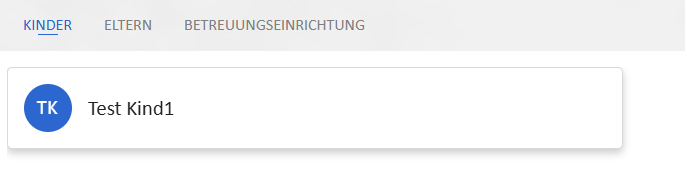 KINDER ELTERN BETREUUNGSEINRICHTUNG
TK Test Kind1